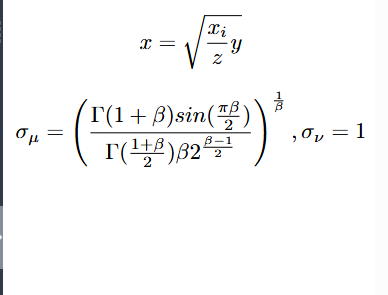 x = \sqrt{\frac{x_i}{z} y}
\sigma_\mu = \left( \frac{\Gamma(1+\beta) sin(\frac{\pi\beta}{2})}{\Gamma(\frac{1+\beta}{2}) \beta 2^{\frac{\beta-1}{2}}} \right)^{\frac{1}{\beta}}, \sigma_\nu = 1